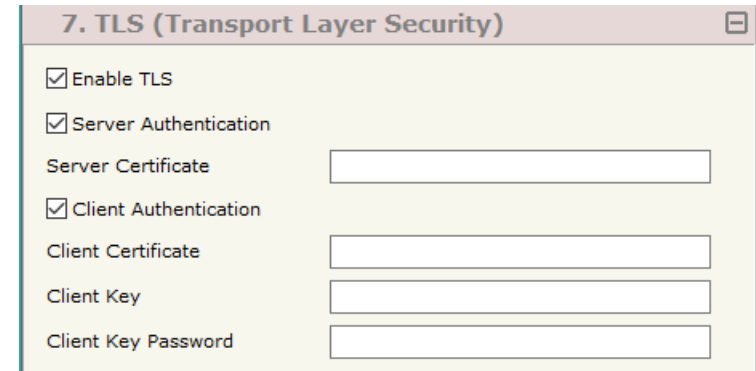 7. TLS (Transport Layer Security)
Enable TLS
Server Authentication
Server Certificate
Client Authentication
Client Certificate
Client Key
Client Key Password